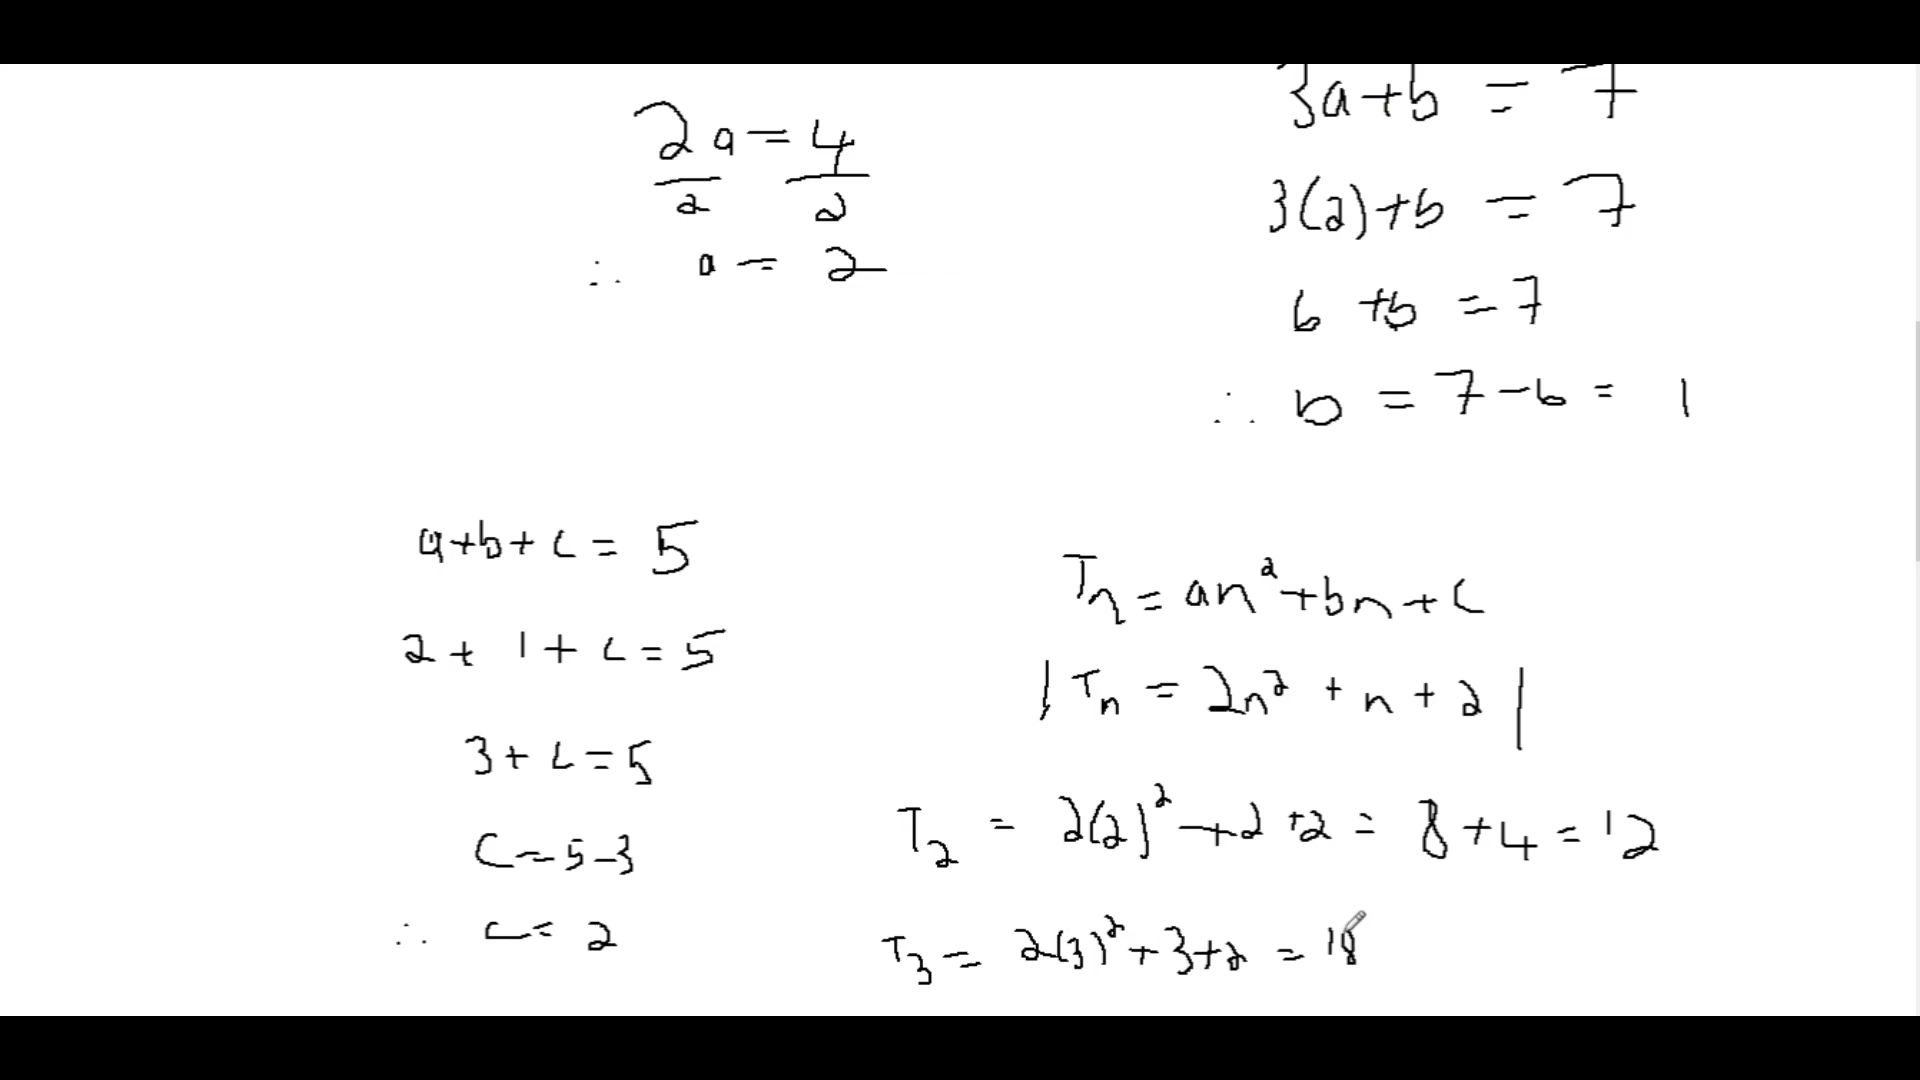 2a = 4
2 2
∴ a = 2
3a+b = 7
3(2)+b = 7
6 +b = 7
∴ b = 7-6 = 1
a+b+c = 5
2+ 1+ c = 5
3+ c = 5
C = 5-3
∴ c = 2
Tn = an²+bn+c
| Tn = 2n² + n + 2 |
T2 = 2(2)² +2 +2 = 8+4 = 12
T3 = 2(3)² +3+2 = 18